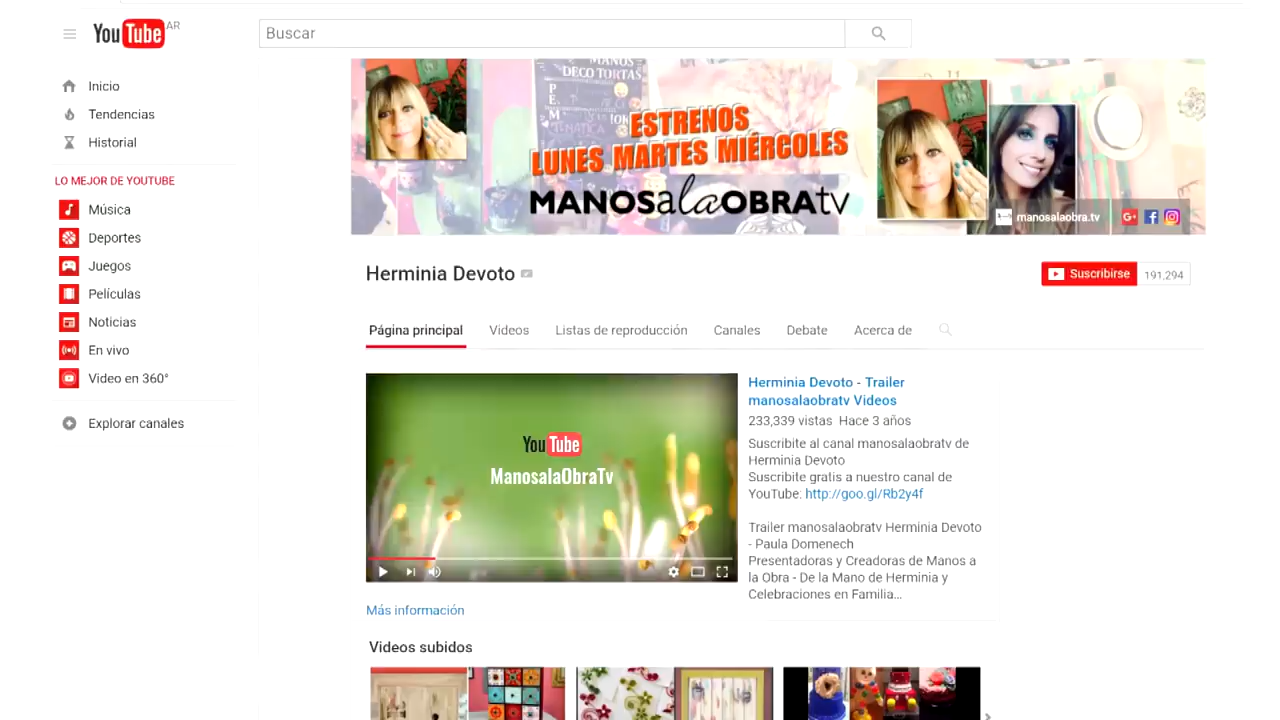 YouTube AR
Buscar
Inicio
Tendencias
Historial
LO MEJOR DE YOUTUBE
Música
Deportes
Juegos
Películas
Noticias
En vivo
Video en 360°
Explorar canales
MANOS
DECO TORTAS
ESTRENOS
LUNES MARTES MIÉRCOLES
MANOSalaOBRAtv
manosalaobra.tv
Herminia Devoto
Suscribirse 191,294
Página principal Videos Listas de reproducción Canales Debate Acerca de
YouTube
ManosalaObraTv
Herminia Devoto - Trailer
manosalaobratv Videos
233,339 vistas Hace 3 años
Suscribite al canal manosalaobratv de
Herminia Devoto
Suscribite gratis a nuestro canal de
YouTube: http://goo.gl/Rb2y4f
Trailer manosalaobratv Herminia Devoto
- Paula Domenech
Presentadoras y Creadoras de Manos a
la Obra - De la Mano de Herminia y
Celebraciones en Familia...
Más información
Videos subidos